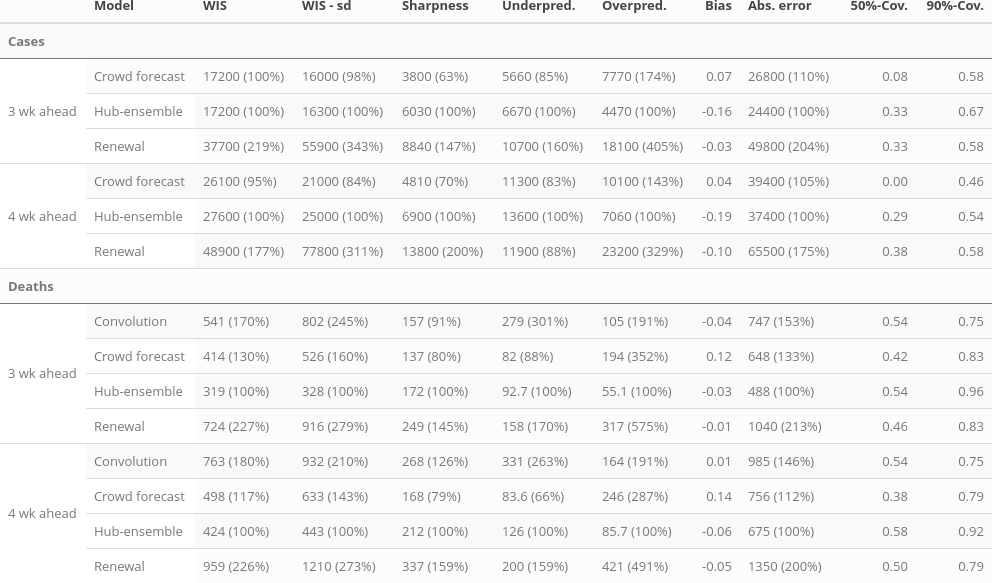 Model WIS WIS - sd Sharpness Underpred. Overpred. Bias Abs. error 50%-Cov. 90%-Cov.
Cases
3 wk ahead
Crowd forecast 17200 (100%) 16000 (98%) 3800 (63%) 5660 (85%) 7770 (174%) 0.07 26800 (110%) 0.08 0.58
Hub-ensemble 17200 (100%) 16300 (100%) 6030 (100%) 6670 (100%) 4470 (100%) -0.16 24400 (100%) 0.33 0.67
Renewal 37700 (219%) 55900 (343%) 8840 (147%) 10700 (160%) 18100 (405%) -0.03 49800 (204%) 0.33 0.58
4 wk ahead
Crowd forecast 26100 (95%) 21000 (84%) 4810 (70%) 11300 (83%) 10100 (143%) 0.04 39400 (105%) 0.00 0.46
Hub-ensemble 27600 (100%) 25000 (100%) 6900 (100%) 13600 (100%) 7060 (100%) -0.19 37400 (100%) 0.29 0.54
Renewal 48900 (177%) 77800 (311%) 13800 (200%) 11900 (88%) 23200 (329%) -0.10 65500 (175%) 0.38 0.58
Deaths
3 wk ahead
Convolution 541 (170%) 802 (245%) 157 (91%) 279 (301%) 105 (191%) -0.04 747 (153%) 0.54 0.75
Crowd forecast 414 (130%) 526 (160%) 137 (80%) 82 (88%) 194 (352%) 0.12 648 (133%) 0.42 0.83
Hub-ensemble 319 (100%) 328 (100%) 172 (100%) 92.7 (100%) 55.1 (100%) -0.03 488 (100%) 0.54 0.96
Renewal 724 (227%) 916 (279%) 249 (145%) 158 (170%) 317 (575%) -0.01 1040 (213%) 0.46 0.83
4 wk ahead
Convolution 763 (180%) 932 (210%) 268 (126%) 331 (263%) 164 (191%) 0.01 985 (146%) 0.54 0.75
Crowd forecast 498 (117%) 633 (143%) 168 (79%) 83.6 (66%) 246 (287%) 0.14 756 (112%) 0.38 0.79
Hub-ensemble 424 (100%) 443 (100%) 212 (100%) 126 (100%) 85.7 (100%) -0.06 675 (100%) 0.58 0.92
Renewal 959 (226%) 1210 (273%) 337 (159%) 200 (159%) 421 (491%) -0.05 1350 (200%) 0.50 0.79